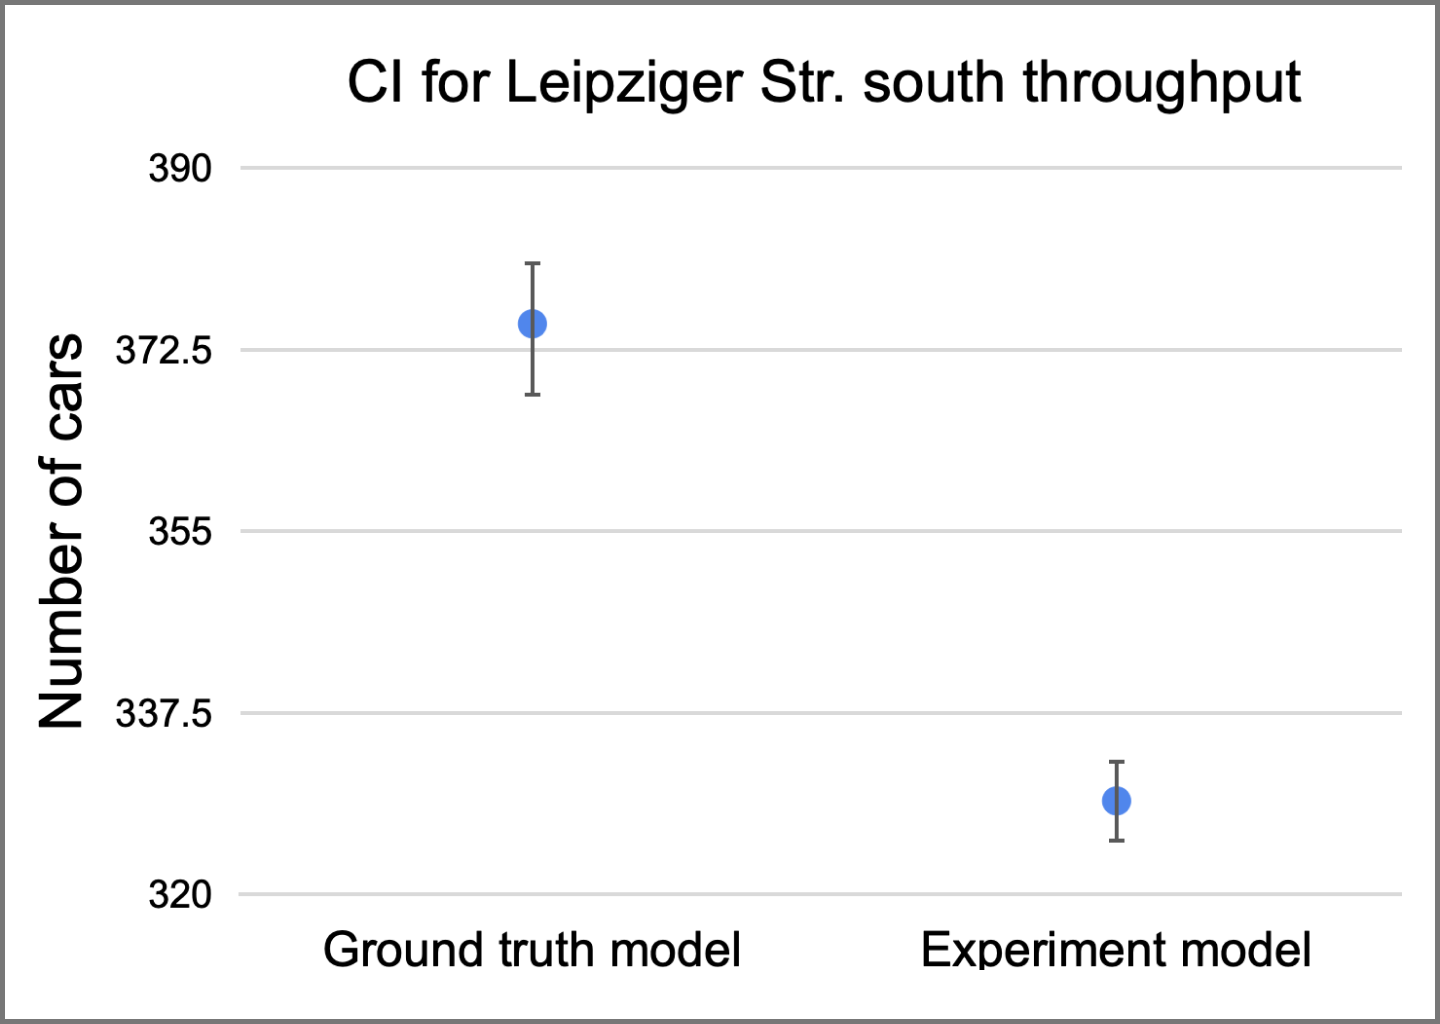 CI for Leipziger Str. south throughput
390
372.5
355
337.5
320
Number of cars
Ground truth model
Experiment model